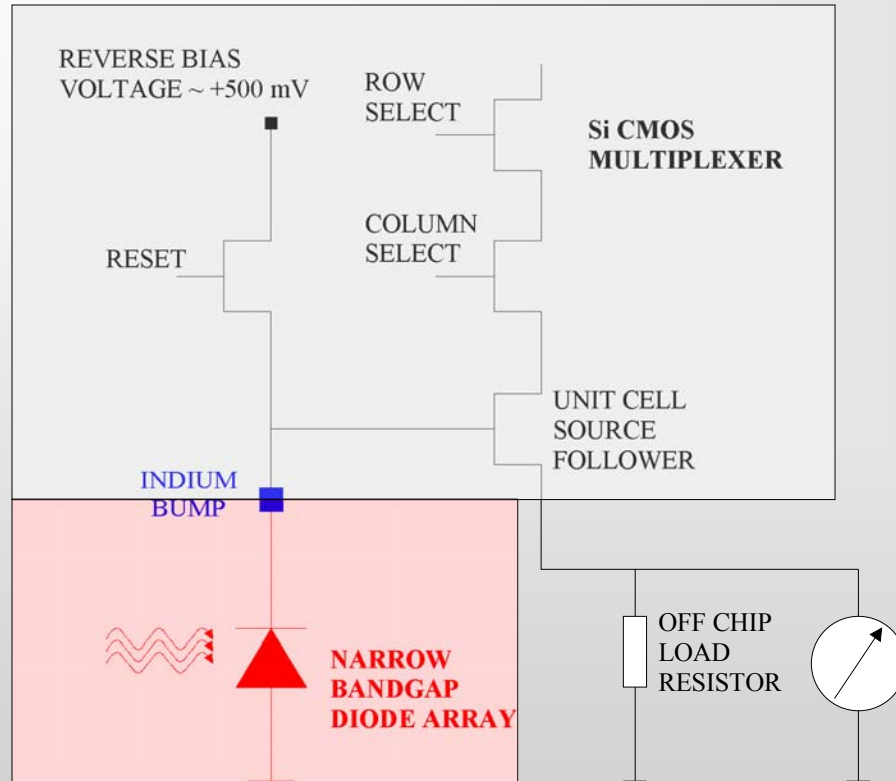 REVERSE BIAS
VOLTAGE ~ +500 mV
ROW
SELECT
Si CMOS
MULTIPLEXER
COLUMN
SELECT
RESET
UNIT CELL
SOURCE
FOLLOWER
INDIUM
BUMP
NARROW
BANDGAP
DIODE ARRAY
OFF CHIP
LOAD
RESISTOR